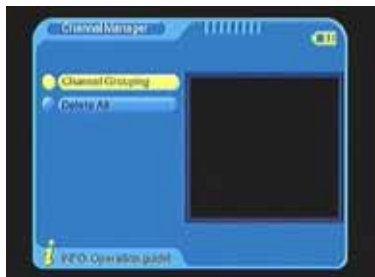 Channel Manager
Channel Grouping
Delete All
INFO: Operation guide!